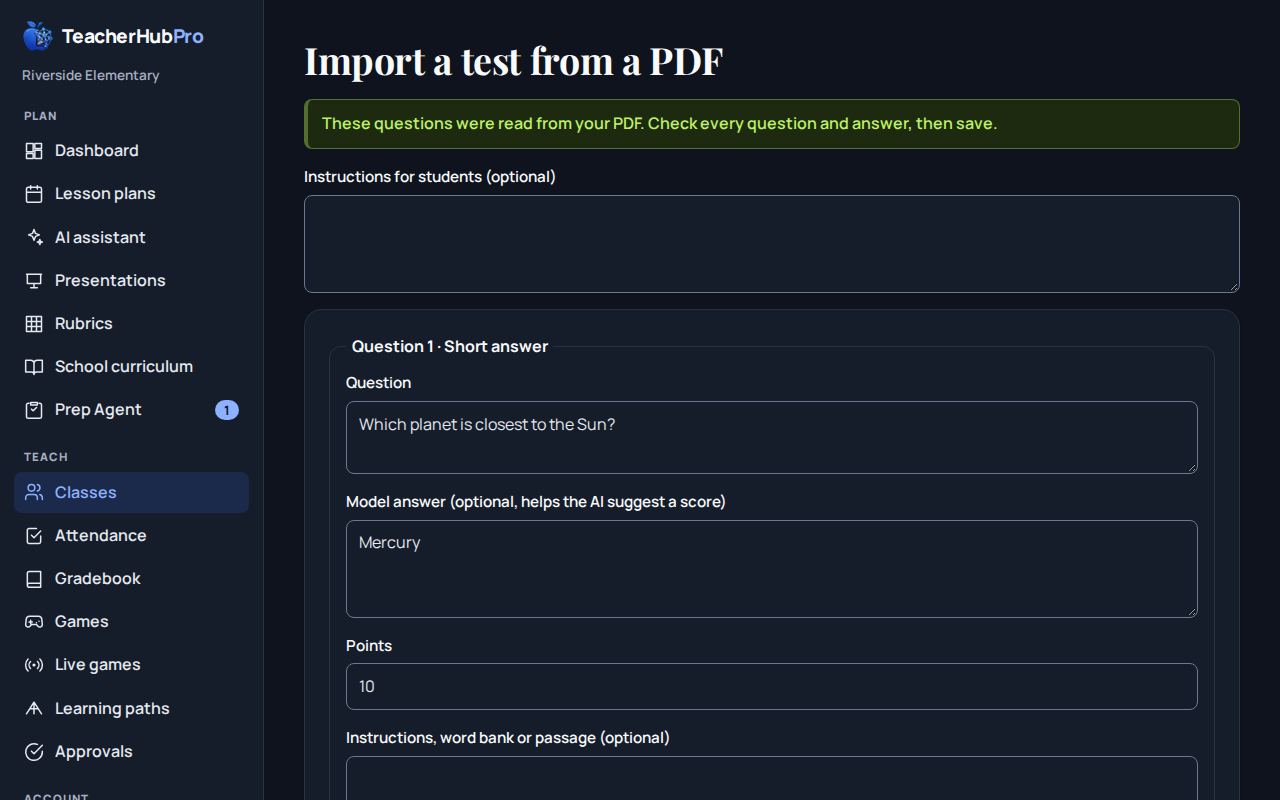 TeacherHubPro
Riverside Elementary
PLAN
Dashboard
Lesson plans
AI assistant
Presentations
Rubrics
School curriculum
Prep Agent
1
TEACH
Classes
Attendance
Gradebook
Games
Live games
Learning paths
Approvals
ACCOUNT
Import a test from a PDF
These questions were read from your PDF. Check every question and answer, then save.
Instructions for students (optional)
Question 1 · Short answer
Question
Which planet is closest to the Sun?
Model answer (optional, helps the AI suggest a score)
Mercury
Points
10
Instructions, word bank or passage (optional)